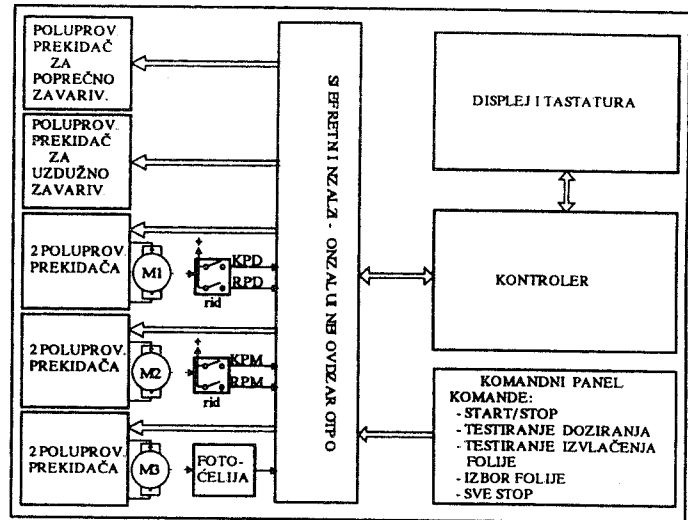 POLUPROV
PREKIDAČ
ZA
POPREČNO
ZAVARIV.
POLUPROV.
PREKIDAČ
ZA
UZDUŽNO
ZAVARIV
2 POLUPROV.
PREKIDAČA
M1
KPD
RPD
rid
2 POLUPROV.
PREKIDAČA
M2
KPM
RPM
rid
2 POLUPROV.
PREKIDAČA
M3
FOTO-
ĆELIJA
DISPLEJ I TASTATURA
KONTROLER
KOMANDNI PANEL
KOMANDE:
- START/STOP
- TESTIRANJE DOZIRANJA
- TESTIRANJE IZVLAČENJA
FOLIJE
- IZBOR FOLIJE
- SVE STOP